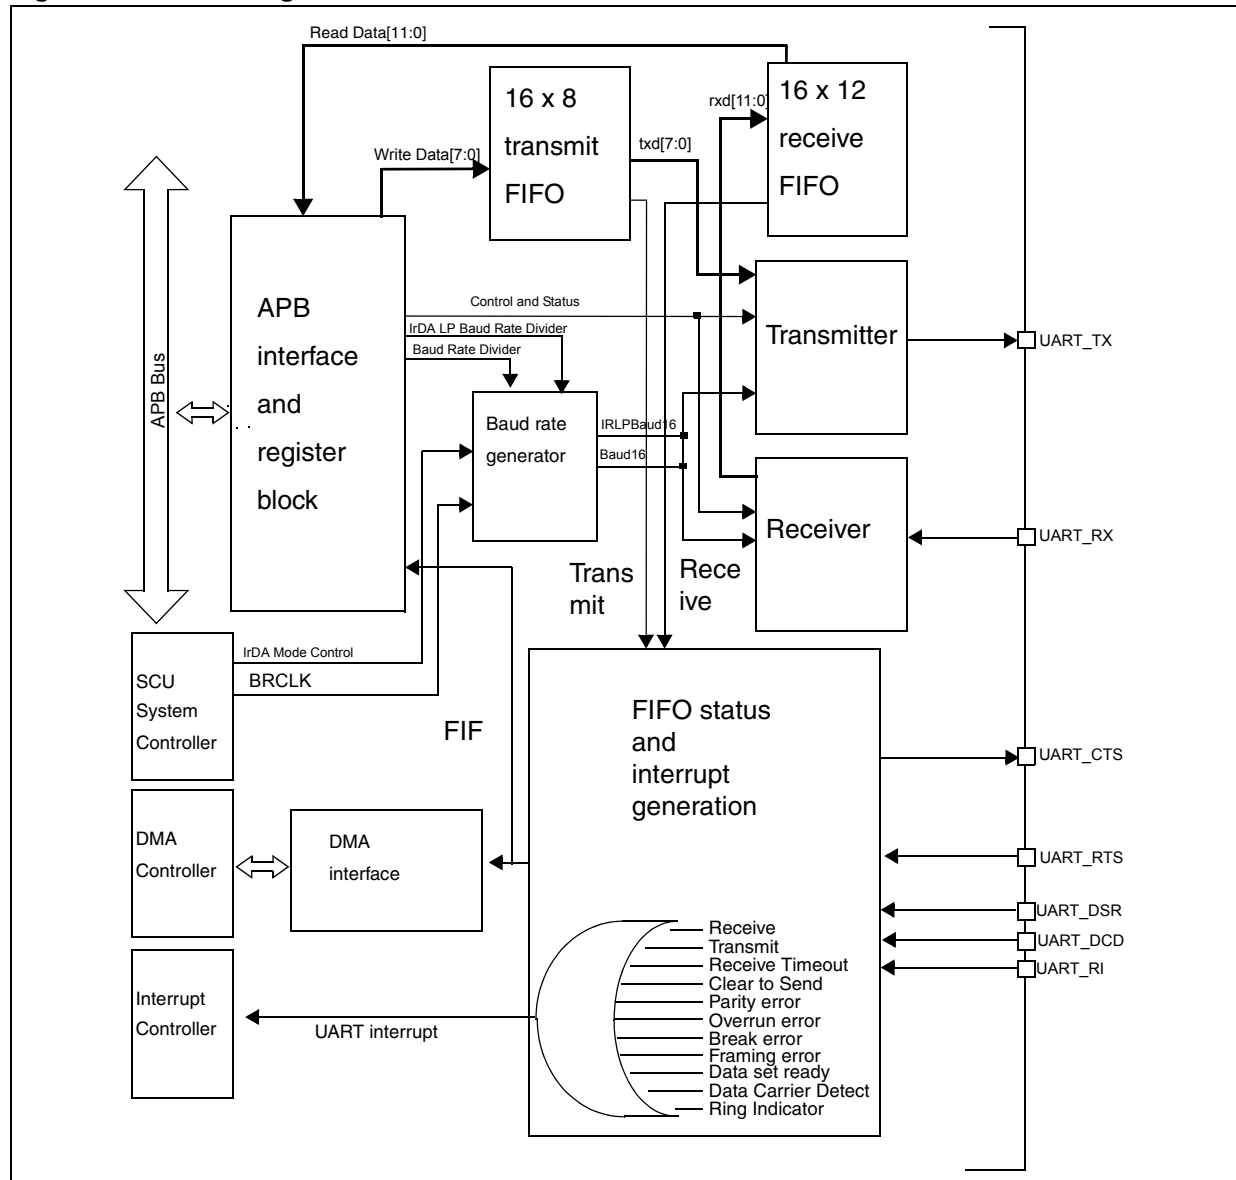 Read Data[11:0]
16 x 8
transmit
FIFO
16 x 12
receive
FIFO
rxd[11:0]
txd[7:0]
Write Data[7:0]
APB Bus
APB
interface
and
register
block
Control and Status
IrDA LP Baud Rate Divider
Baud Rate Divider
Transmitter
UART_TX
Baud rate
generator
IRLPBaud16
Baud16
Receiver
UART_RX
Trans
mit
Rece
ive
SCU
System
Controller
IrDA Mode Control
BRCLK
FIF
FIFO status
and
interrupt
generation
UART_CTS
DMA
Controller
DMA
interface
UART_RTS
UART_DSR
UART_DCD
UART_RI
Receive
Transmit
Receive Timeout
Clear to Send
Parity error
Overrun error
Break error
Framing error
Data set ready
Data Carrier Detect
Ring Indicator
Interrupt
Controller
UART interrupt